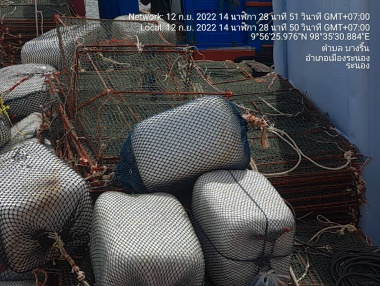 Network: 12 ก.ย. 2022 14 นาฬิกา 28 นาที 51 วินาที GMT+07:00
Local: 12 ก.ย. 2022 14 นาฬิกา 28 นาที 50 วินาที GMT+07:00
9°56'25.976"N 98°35'30.884"E
ตำบล บางริ้น
อำเภอเมืองระนอง
ระนอง